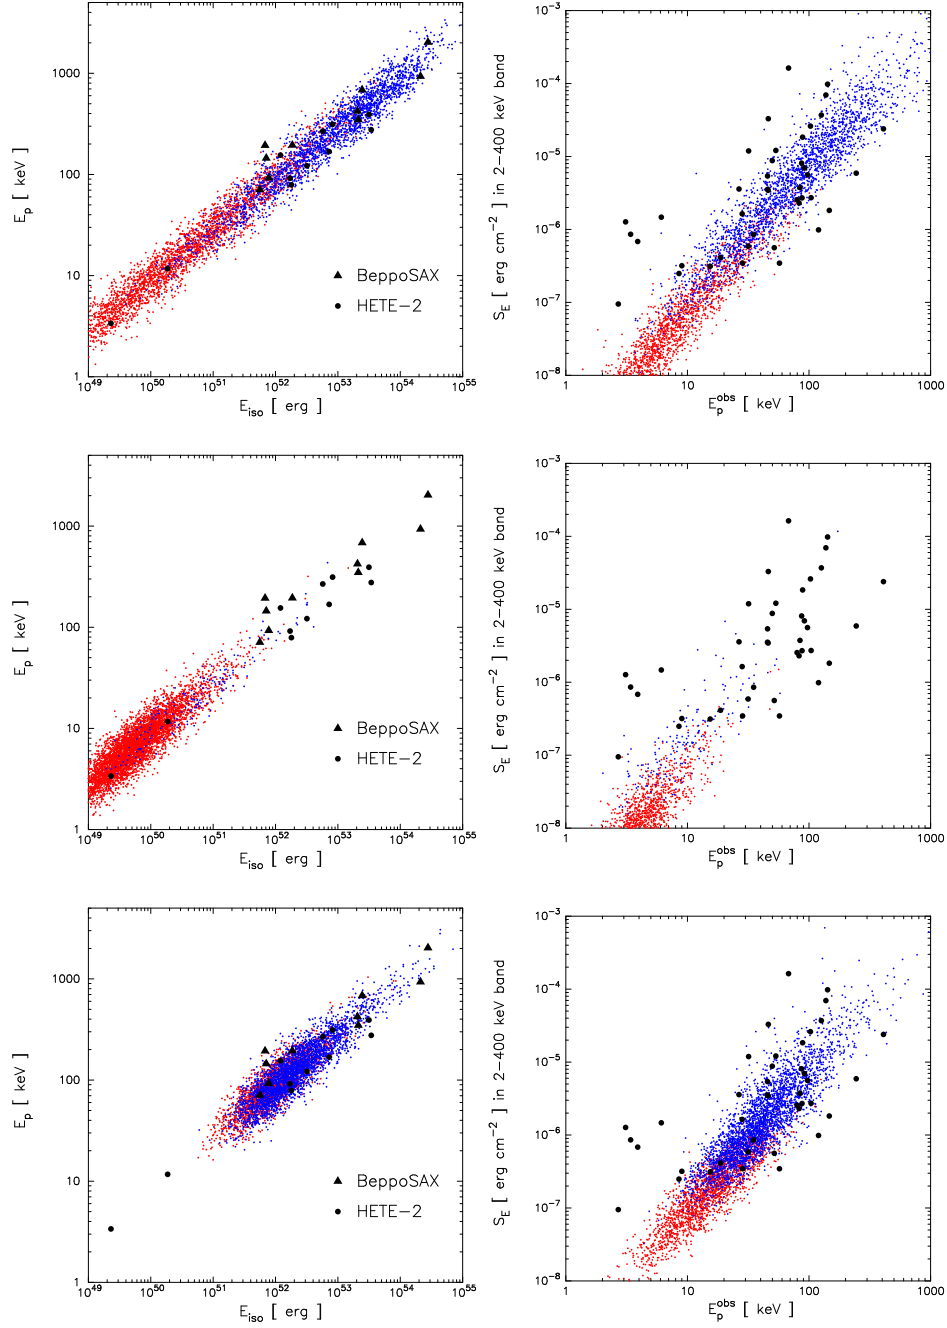 E_p [ keV ]
1000
100
10
1
10^49 10^50 10^51 10^52 10^53 10^54 10^55
E_iso [ erg ]
▲ BeppoSAX
● HETE−2
S_E [ erg cm^−2 ] in 2−400 keV band
10^−3
10^−4
10^−5
10^−6
10^−7
10^−8
1 10 100 1000
E_p^obs [ keV ]
E_p [ keV ]
1000
100
10
1
10^49 10^50 10^51 10^52 10^53 10^54 10^55
E_iso [ erg ]
▲ BeppoSAX
● HETE−2
S_E [ erg cm^−2 ] in 2−400 keV band
10^−3
10^−4
10^−5
10^−6
10^−7
10^−8
1 10 100 1000
E_p^obs [ keV ]
E_p [ keV ]
1000
100
10
1
10^49 10^50 10^51 10^52 10^53 10^54 10^55
E_iso [ erg ]
▲ BeppoSAX
● HETE−2
S_E [ erg cm^−2 ] in 2−400 keV band
10^−3
10^−4
10^−5
10^−6
10^−7
10^−8
1 10 100 1000
E_p^obs [ keV ]